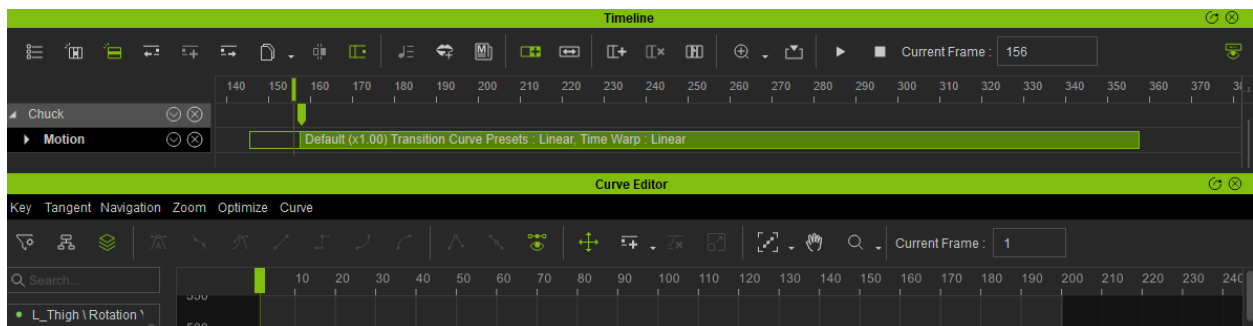 Timeline
Current Frame : 156
140 150 160 170 180 190 200 210 220 230 240 250 260 270 280 290 300 310 320 330 340 350 360 370
Chuck
Motion
Default (x1.00) Transition Curve Presets : Linear, Time Warp : Linear
Curve Editor
Key Tangent Navigation Zoom Optimize Curve
Current Frame : 1
Search...
10 20 30 40 50 60 70 80 90 100 110 120 130 140 150 160 170 180 190 200 210 220 230 240
L_Thigh \ Rotation